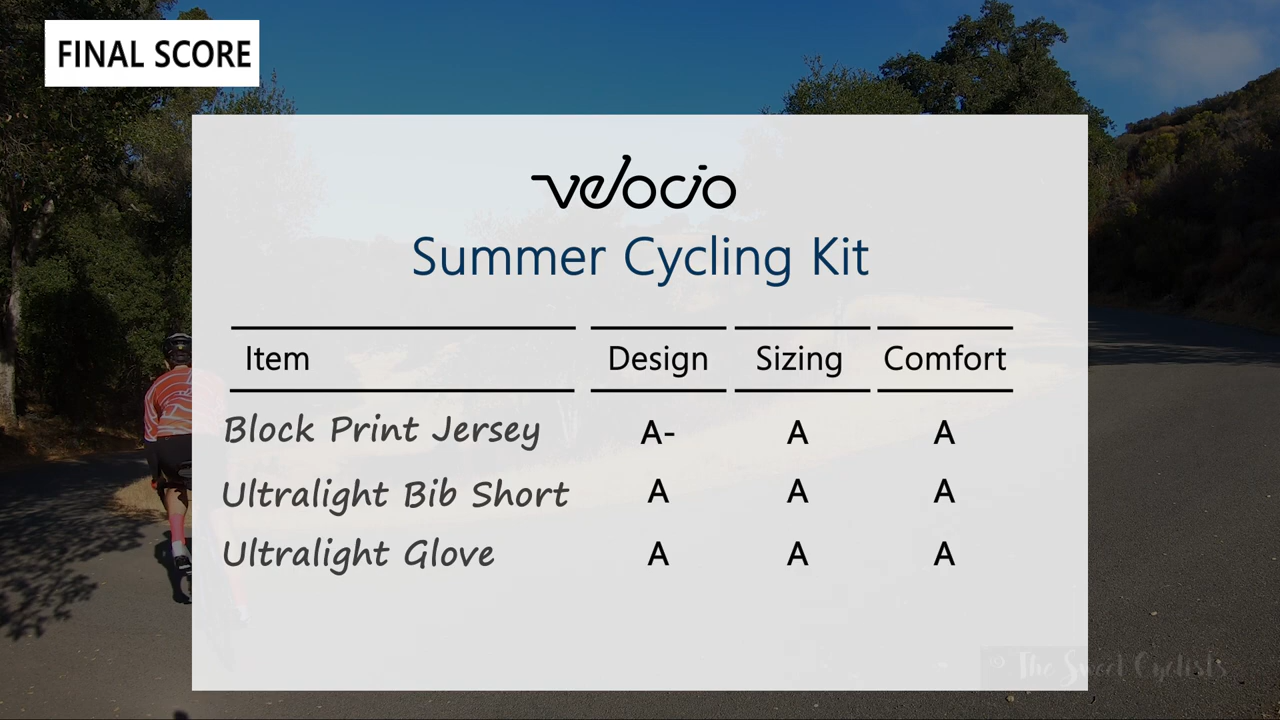 FINAL SCORE
velocio
Summer Cycling Kit
Item Design Sizing Comfort
Block Print Jersey A- A A
Ultralight Bib Short A A A
Ultralight Glove A A A
The Sweet Cyclists